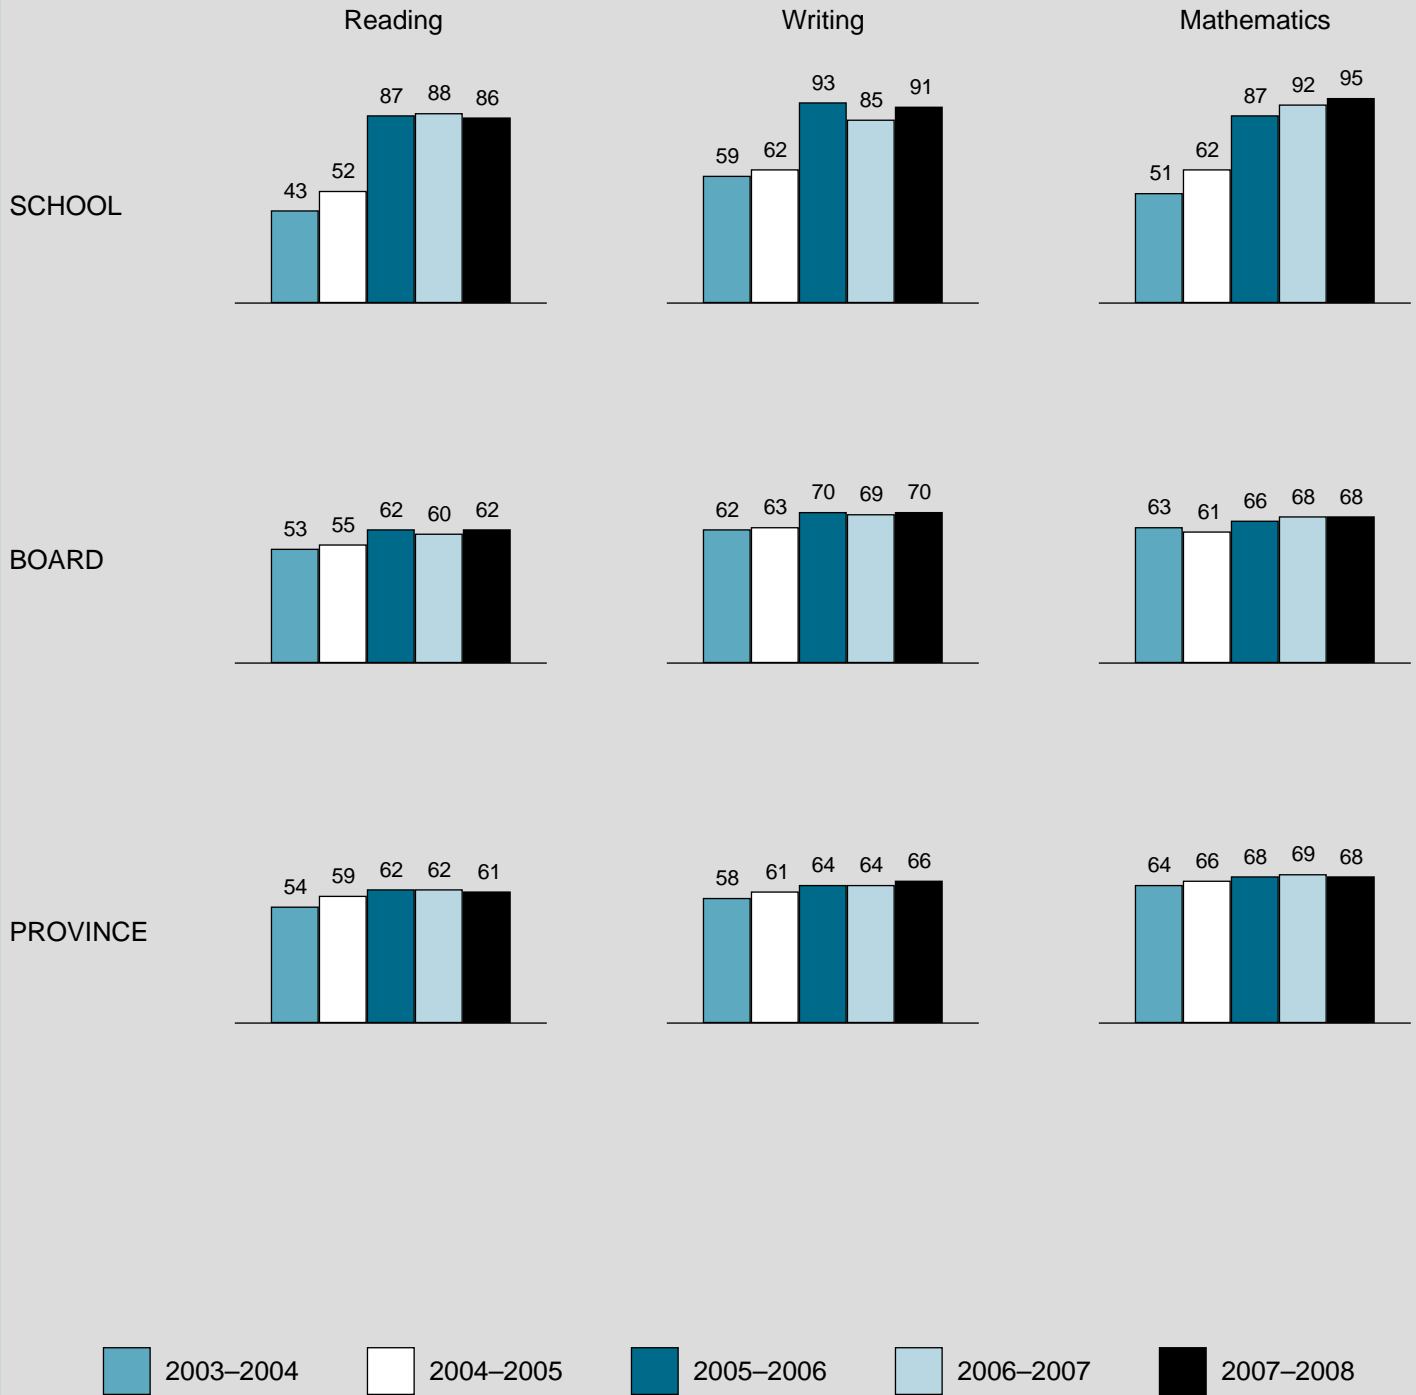 Reading Writing Mathematics
SCHOOL
43 52 87 88 86
59 62 93 85 91
51 62 87 92 95
BOARD
53 55 62 60 62
62 63 70 69 70
63 61 66 68 68
PROVINCE
54 59 62 62 61
58 61 64 64 66
64 66 68 69 68
2003–2004 2004–2005 2005–2006 2006–2007 2007–2008